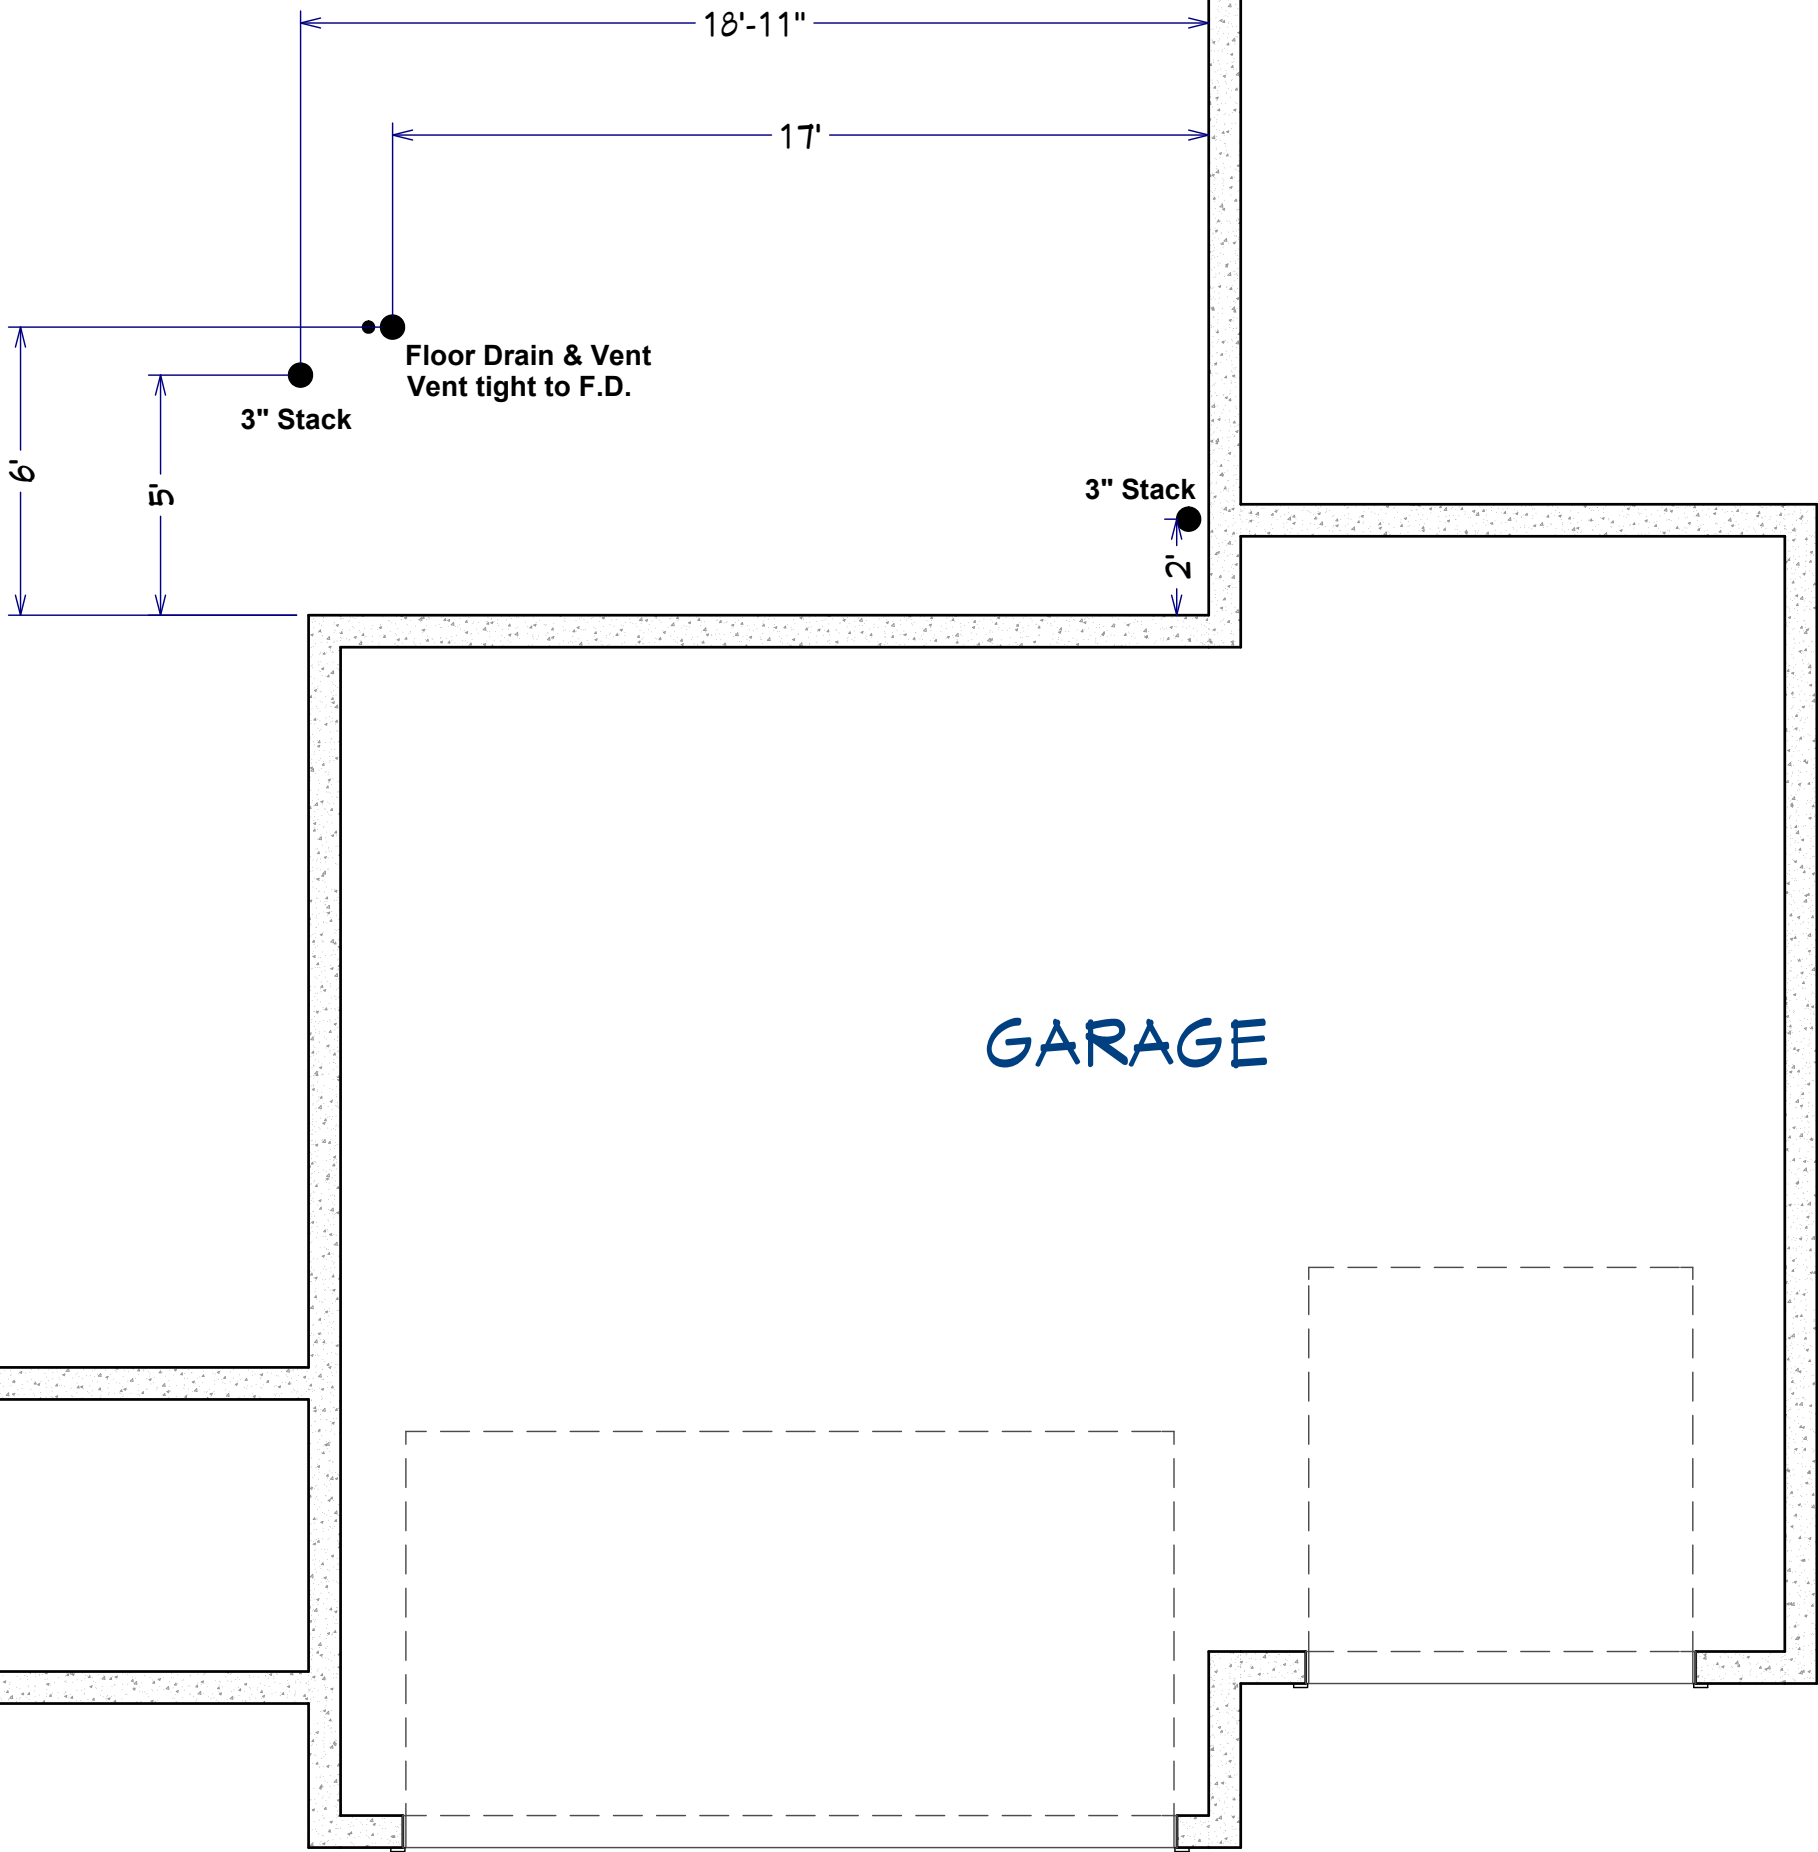 18'-11"
17'
Floor Drain & Vent
Vent tight to F.D.
3" Stack
6'
5'
3" Stack
2'
GARAGE